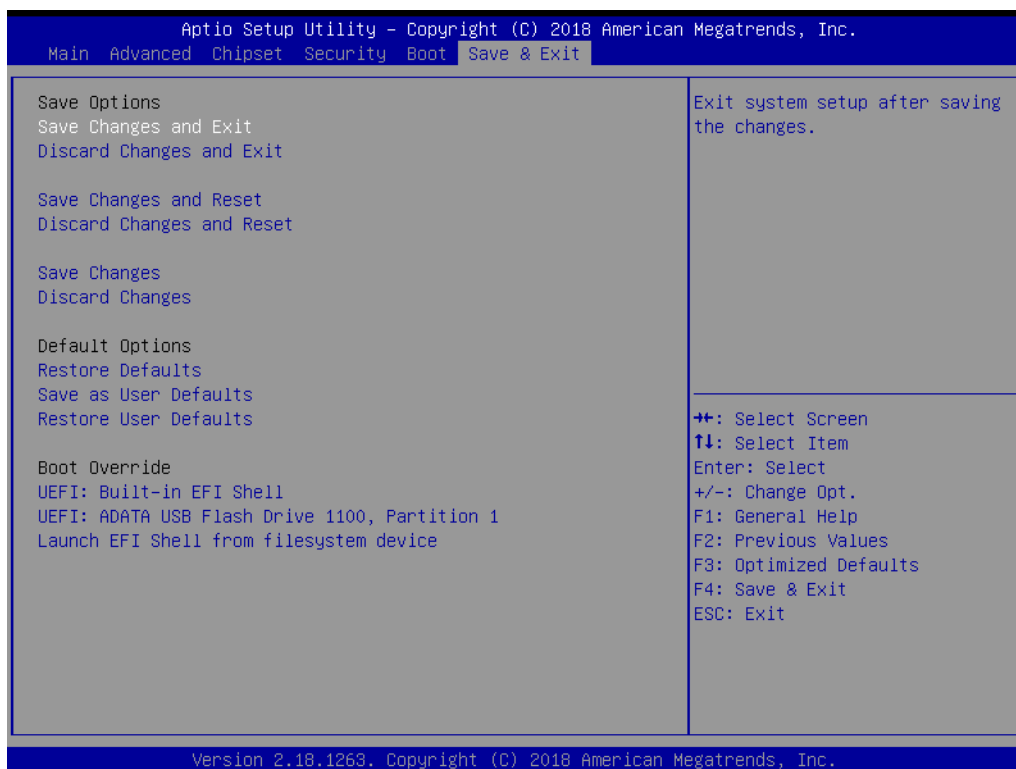 Aptio Setup Utility – Copyright (C) 2018 American Megatrends, Inc.
Main Advanced Chipset Security Boot Save & Exit
Save Options
Save Changes and Exit
Discard Changes and Exit
Save Changes and Reset
Discard Changes and Reset
Save Changes
Discard Changes
Default Options
Restore Defaults
Save as User Defaults
Restore User Defaults
Boot Override
UEFI: Built-in EFI Shell
UEFI: ADATA USB Flash Drive 1100, Partition 1
Launch EFI Shell from filesystem device
Exit system setup after saving
the changes.
→←: Select Screen
↑↓: Select Item
Enter: Select
+/-: Change Opt.
F1: General Help
F2: Previous Values
F3: Optimized Defaults
F4: Save & Exit
ESC: Exit
Version 2.18.1263. Copyright (C) 2018 American Megatrends, Inc.